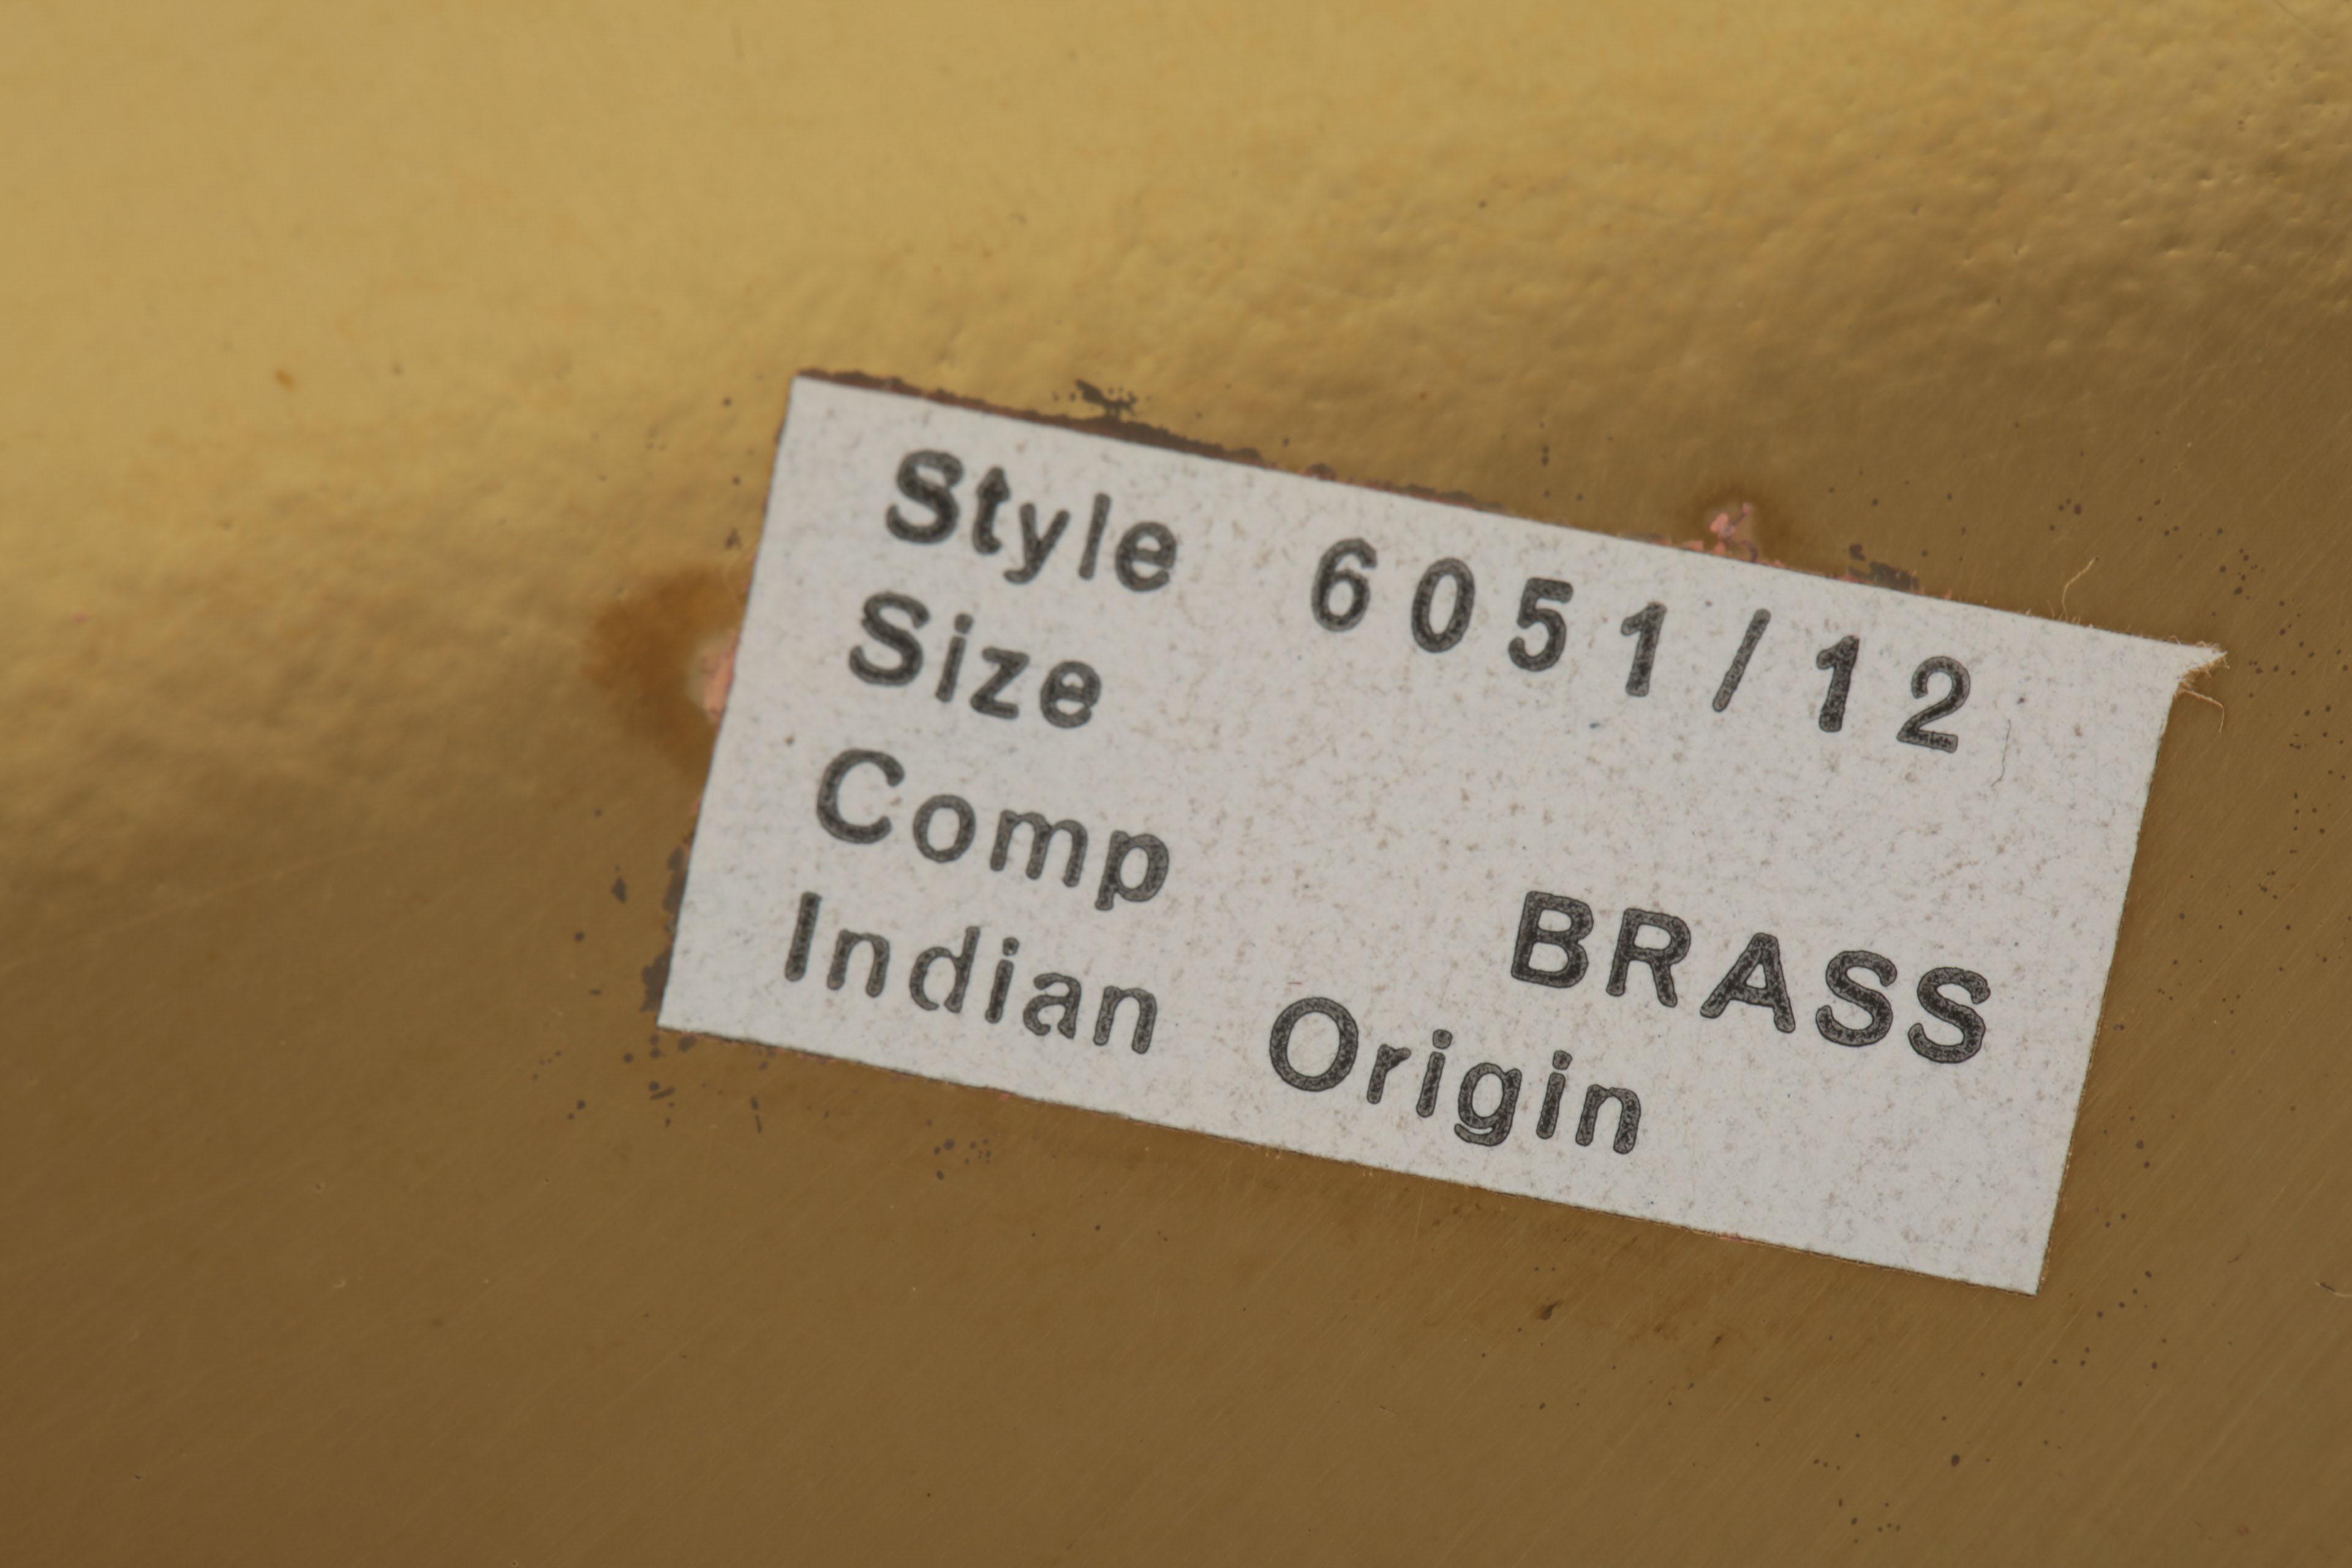 Style 6051/12
Size
Comp BRASS
Indian Origin